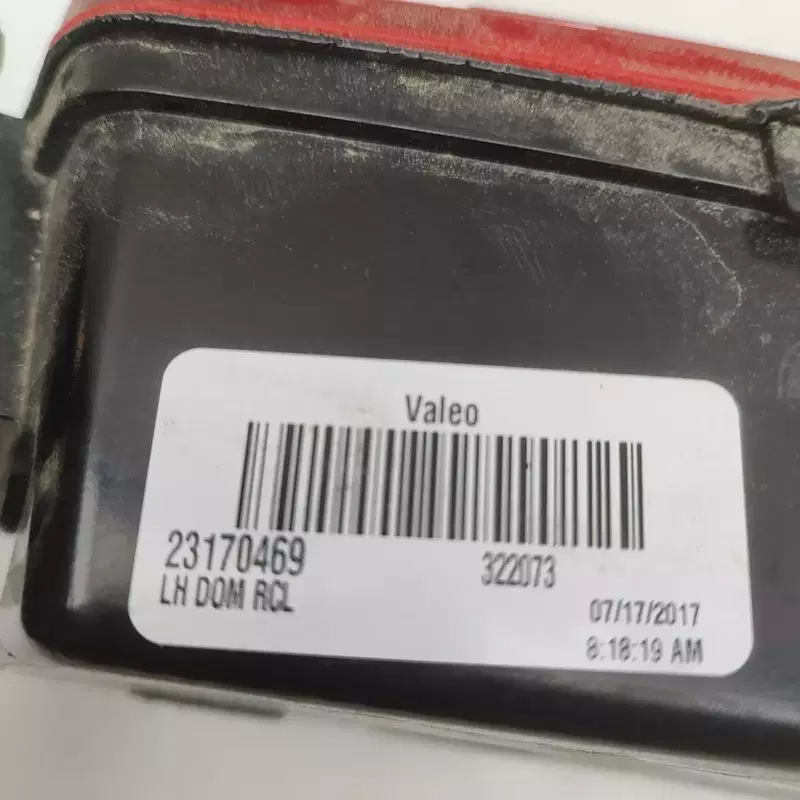 Valeo
23170469
322073
LH DOM RCL
07/17/2017
8:18:19 AM